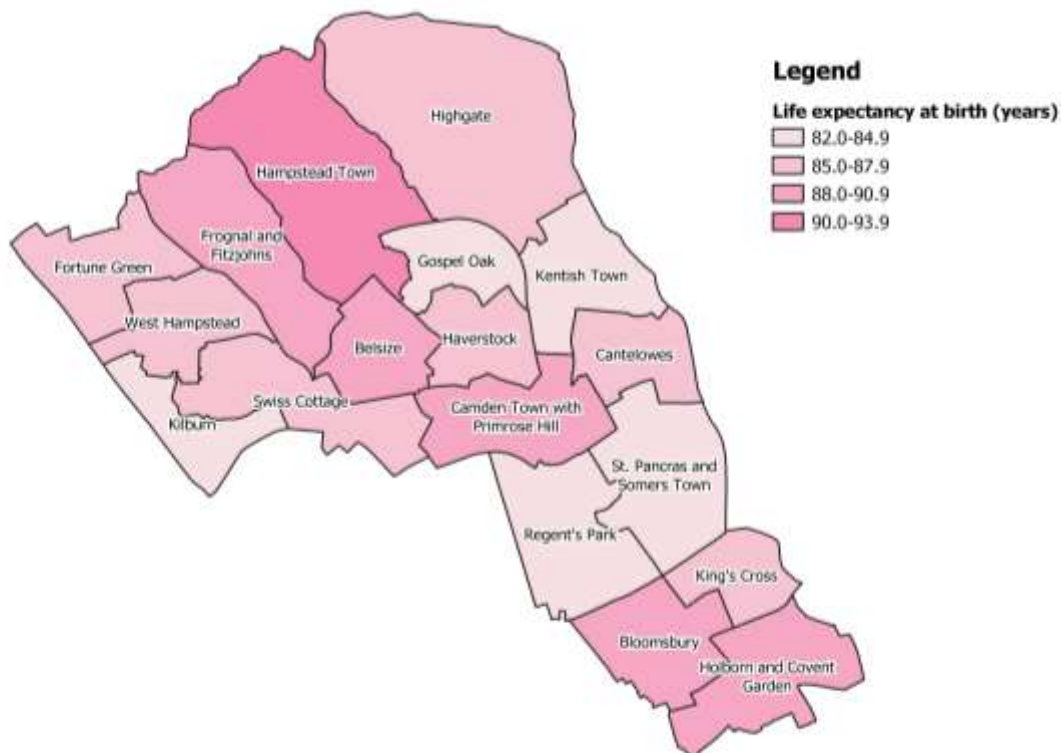 Legend
Life expectancy at birth (years)
82.0-84.9
85.0-87.9
88.0-90.9
90.0-93.9
Highgate
Hampstead Town
Frognal and
Fitzjohns
Gospel Oak
Kentish Town
Fortune Green
West Hampstead
Belsize
Haverstock
Cantelowes
Swiss Cottage
Kilburn
Camden Town with
Primrose Hill
St. Pancras and
Somers Town
Regent's Park
King's Cross
Bloomsbury
Holborn and Covent
Garden